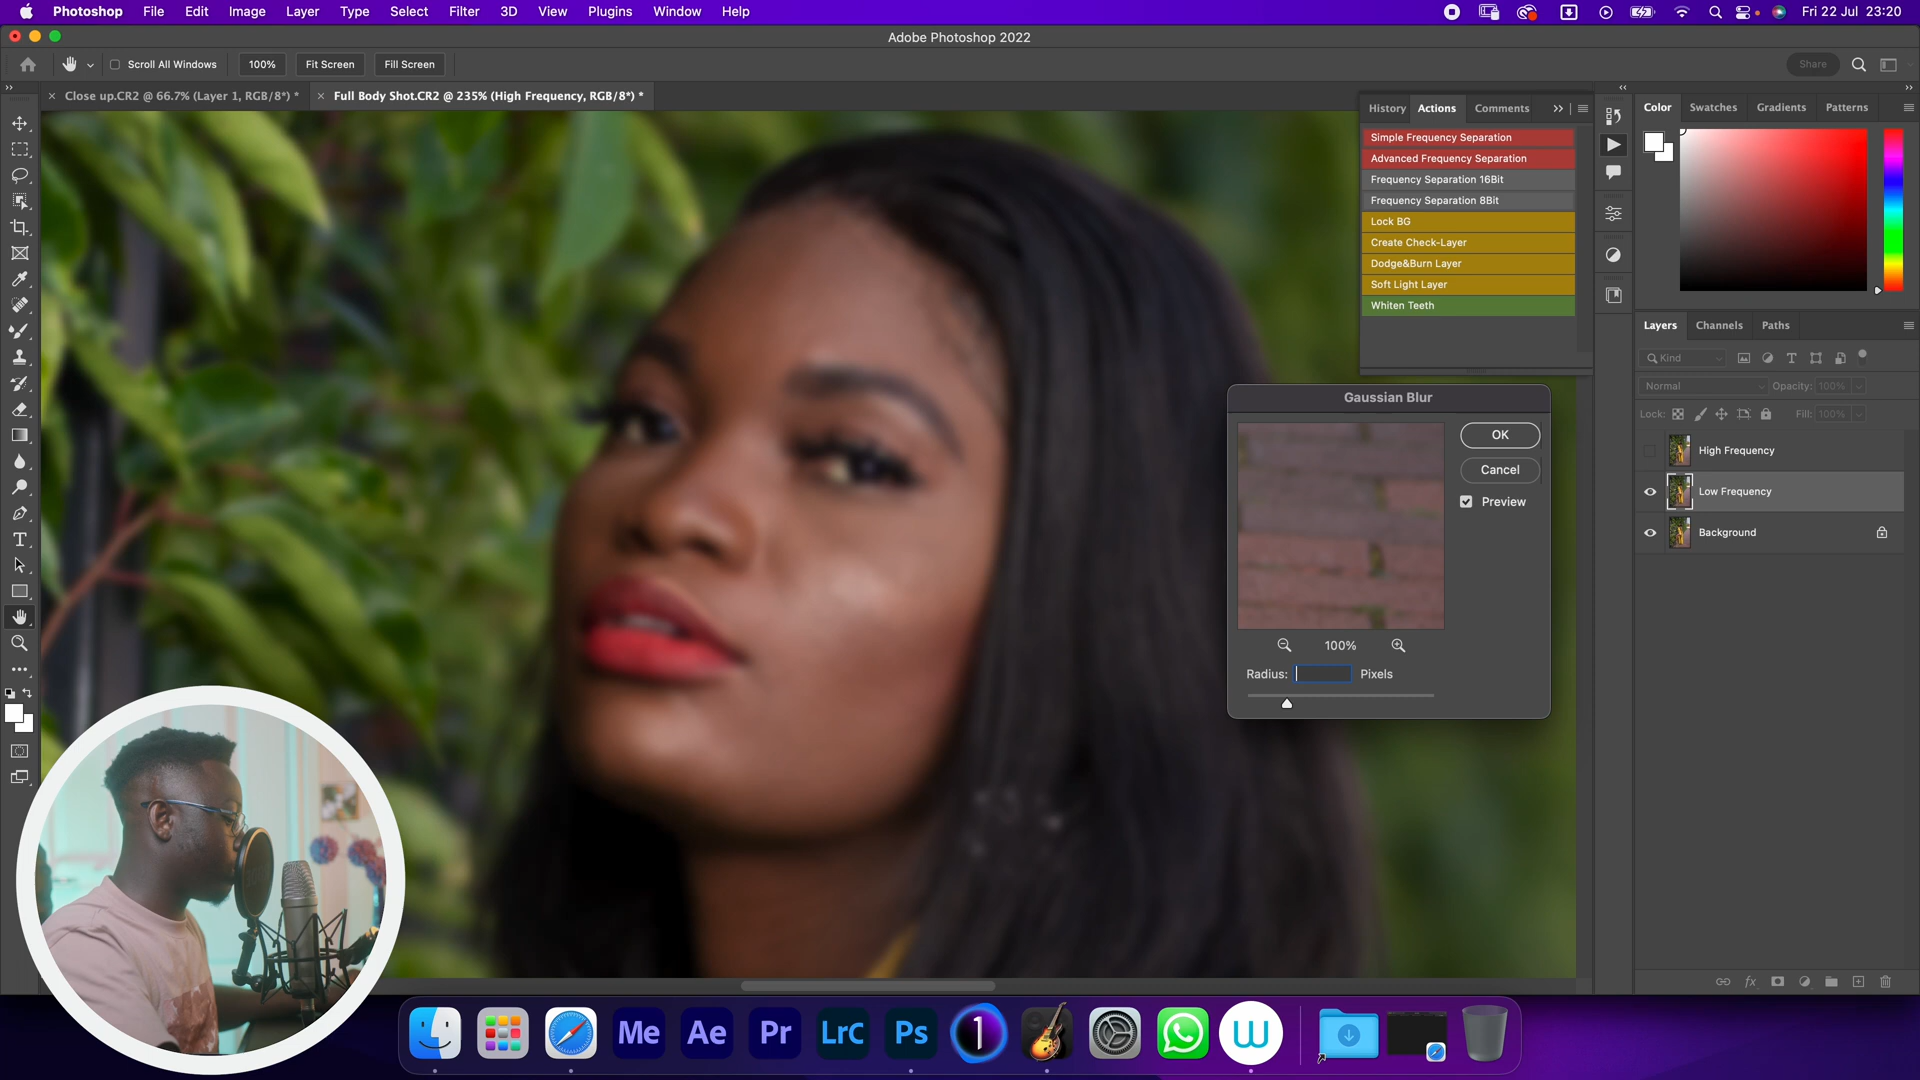 Photoshop File Edit Image Layer Type Select Filter 3D View Plugins Window Help Fri 22 Jul 23:20
Adobe Photoshop 2022
Scroll All Windows 100% Fit Screen Fill Screen Share
Close up.CR2 @ 66.7% (Layer 1, RGB/8*) * Full Body Shot.CR2 @ 235% (High Frequency, RGB/8*) *
History Actions Comments
Simple Frequency Separation
Advanced Frequency Separation
Frequency Separation 16Bit
Frequency Separation 8Bit
Lock BG
Create Check-Layer
Dodge&Burn Layer
Soft Light Layer
Whiten Teeth
Color Swatches Gradients Patterns
Layers Channels Paths
Kind
Normal Opacity: 100%
Lock: Fill: 100%
High Frequency
Low Frequency
Background
Gaussian Blur
OK
Cancel
Preview
100%
Radius: Pixels
Me Ae Pr LrC Ps 1 W